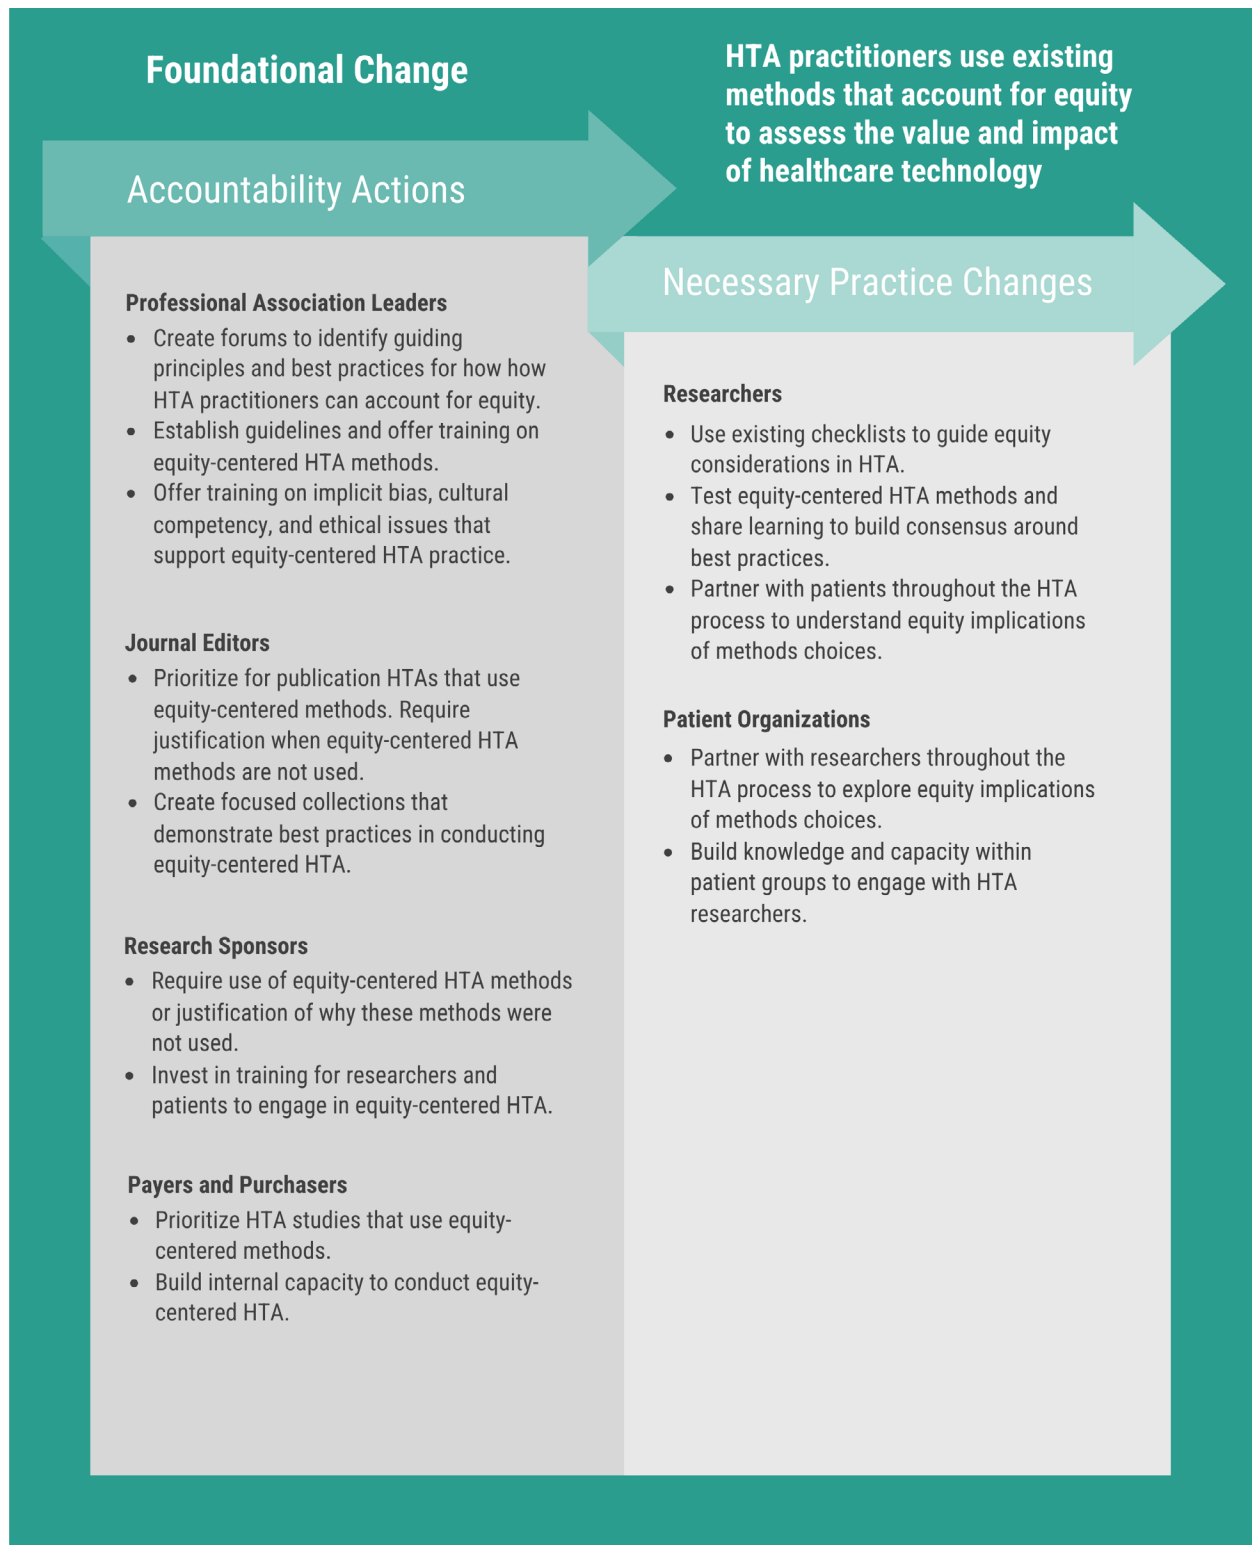 Foundational Change
HTA practitioners use existing
methods that account for equity
to assess the value and impact
of healthcare technology
Accountability Actions
Necessary Practice Changes
Professional Association Leaders
• Create forums to identify guiding
principles and best practices for how how
HTA practitioners can account for equity.
• Establish guidelines and offer training on
equity-centered HTA methods.
• Offer training on implicit bias, cultural
competency, and ethical issues that
support equity-centered HTA practice.
Journal Editors
• Prioritize for publication HTAs that use
equity-centered methods. Require
justification when equity-centered HTA
methods are not used.
• Create focused collections that
demonstrate best practices in conducting
equity-centered HTA.
Research Sponsors
• Require use of equity-centered HTA methods
or justification of why these methods were
not used.
• Invest in training for researchers and
patients to engage in equity-centered HTA.
Payers and Purchasers
• Prioritize HTA studies that use equity-
centered methods.
• Build internal capacity to conduct equity-
centered HTA.
Researchers
• Use existing checklists to guide equity
considerations in HTA.
• Test equity-centered HTA methods and
share learning to build consensus around
best practices.
• Partner with patients throughout the HTA
process to understand equity implications
of methods choices.
Patient Organizations
• Partner with researchers throughout the
HTA process to explore equity implications
of methods choices.
• Build knowledge and capacity within
patient groups to engage with HTA
researchers.